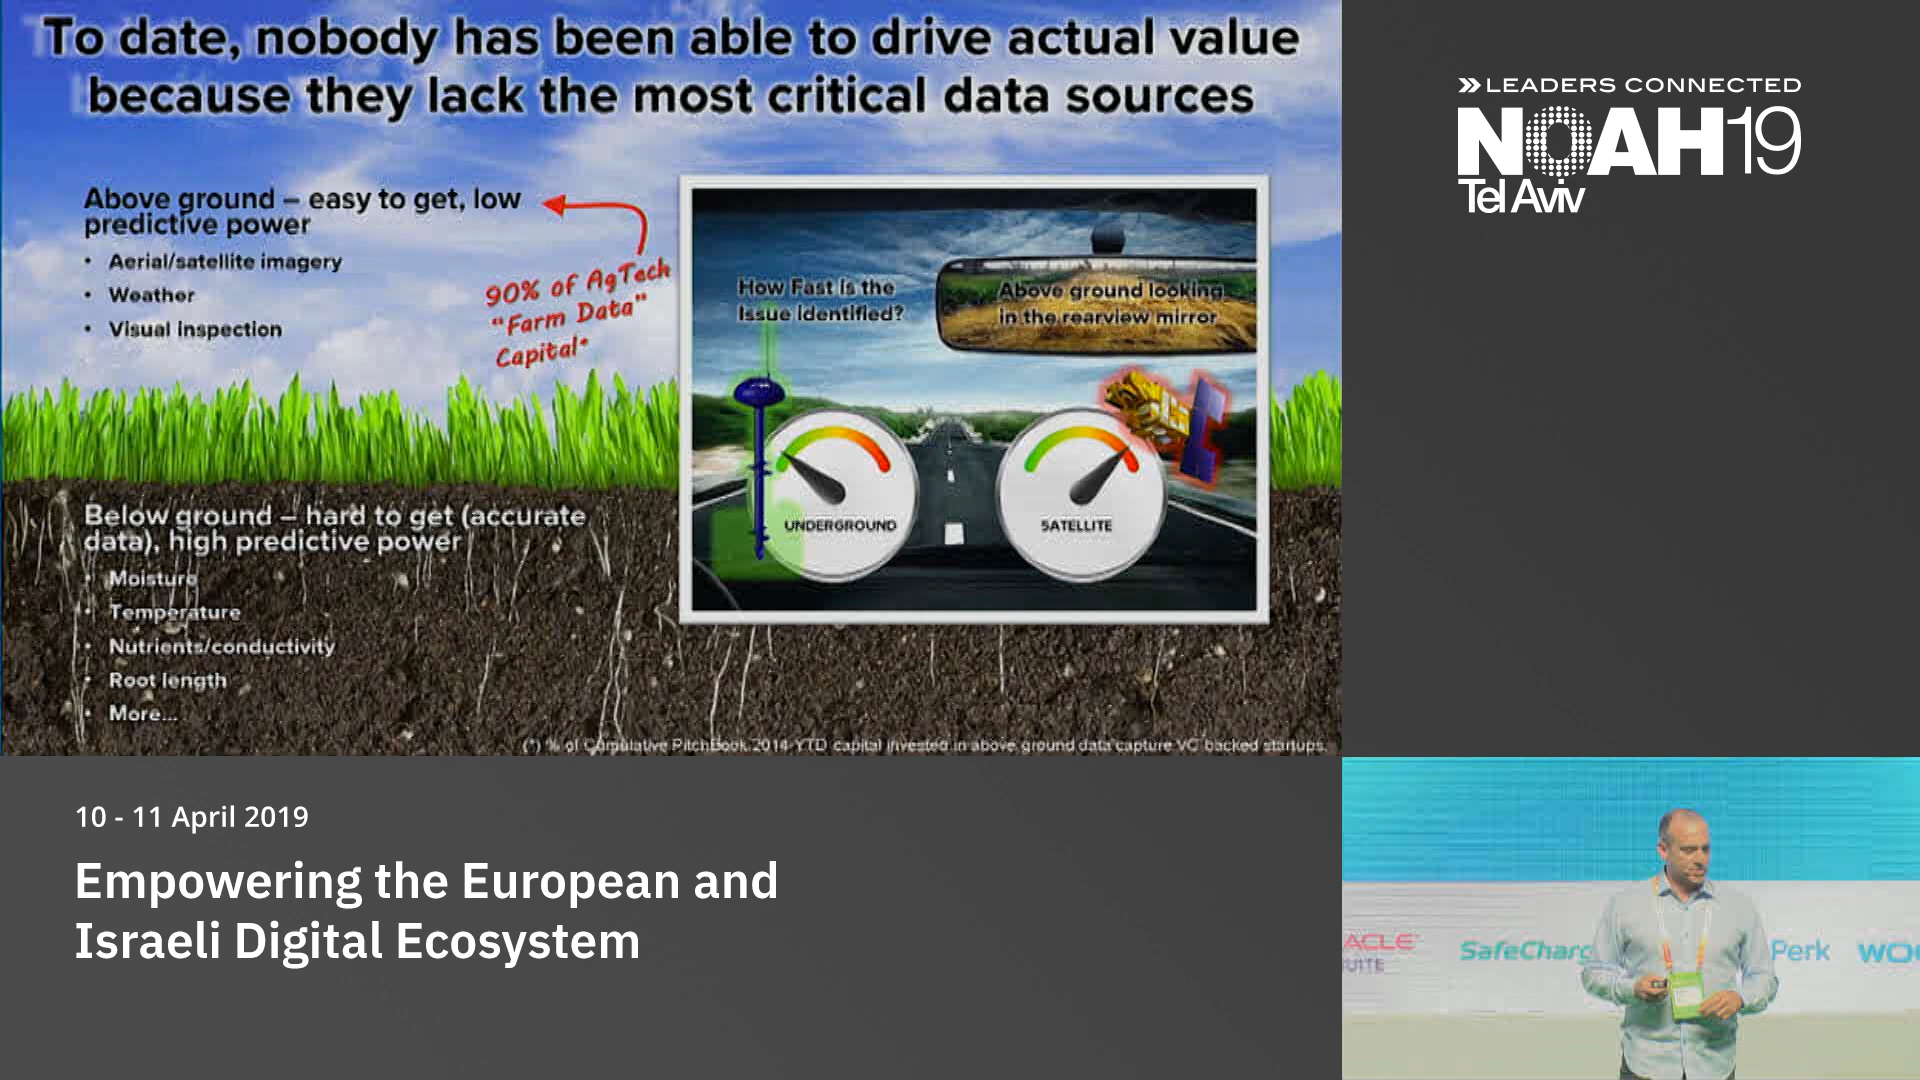 To date, nobody has been able to drive actual value
because they lack the most critical data sources
Above ground – easy to get, low
predictive power
• Aerial/satellite imagery
• Weather
• Visual inspection
90% of AgTech
"Farm Data"
Capital*
How Fast is the
Issue identified?
Above ground looking
in the rearview mirror
UNDERGROUND
SATELLITE
Below ground – hard to get (accurate
data), high predictive power
• Moisture
• Temperature
• Nutrients/conductivity
• Root length
• More...
(*) % of Cumulative PitchBook 2014-YTD capital invested in above ground data capture VC backed startups.
LEADERS CONNECTED
NOAH19
Tel Aviv
10 - 11 April 2019
Empowering the European and
Israeli Digital Ecosystem
ACLE
UITE
SafeCharg
Perk
WOO